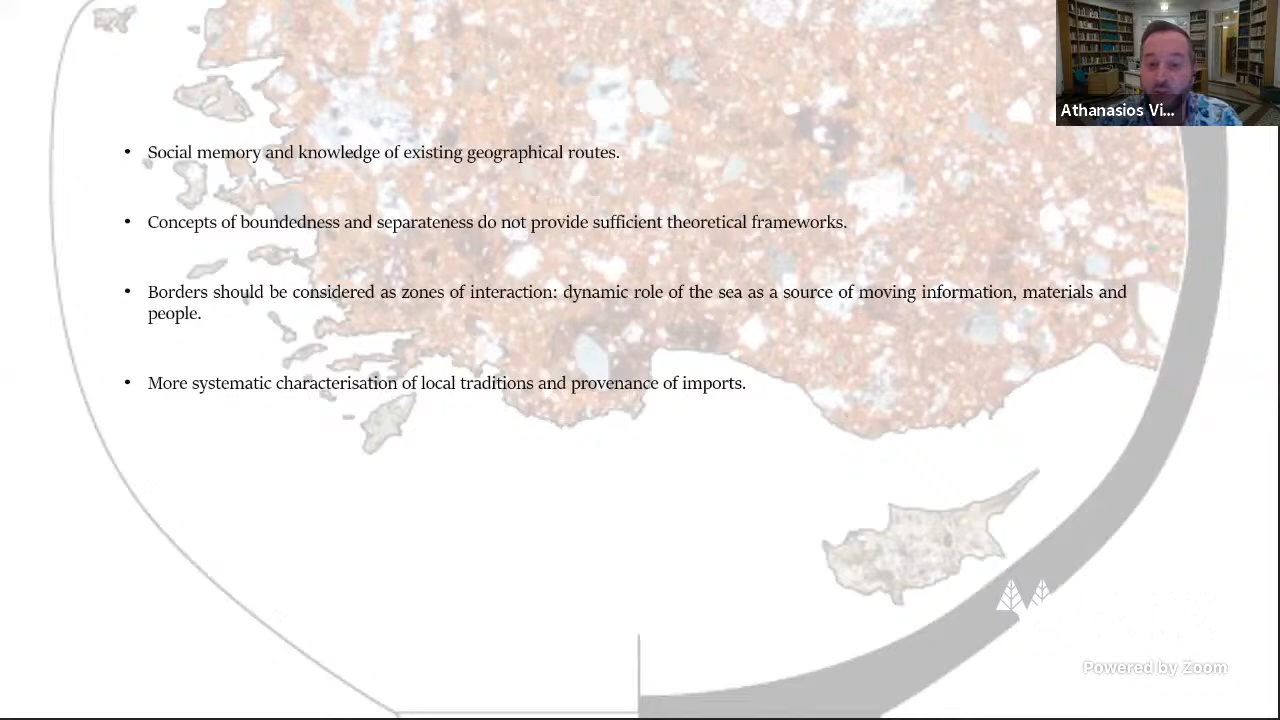 Athanasios Vi...
• Social memory and knowledge of existing geographical routes.
• Concepts of boundedness and separateness do not provide sufficient theoretical frameworks.
• Borders should be considered as zones of interaction: dynamic role of the sea as a source of moving information, materials and
people.
• More systematic characterisation of local traditions and provenance of imports.
Powered by Zoom